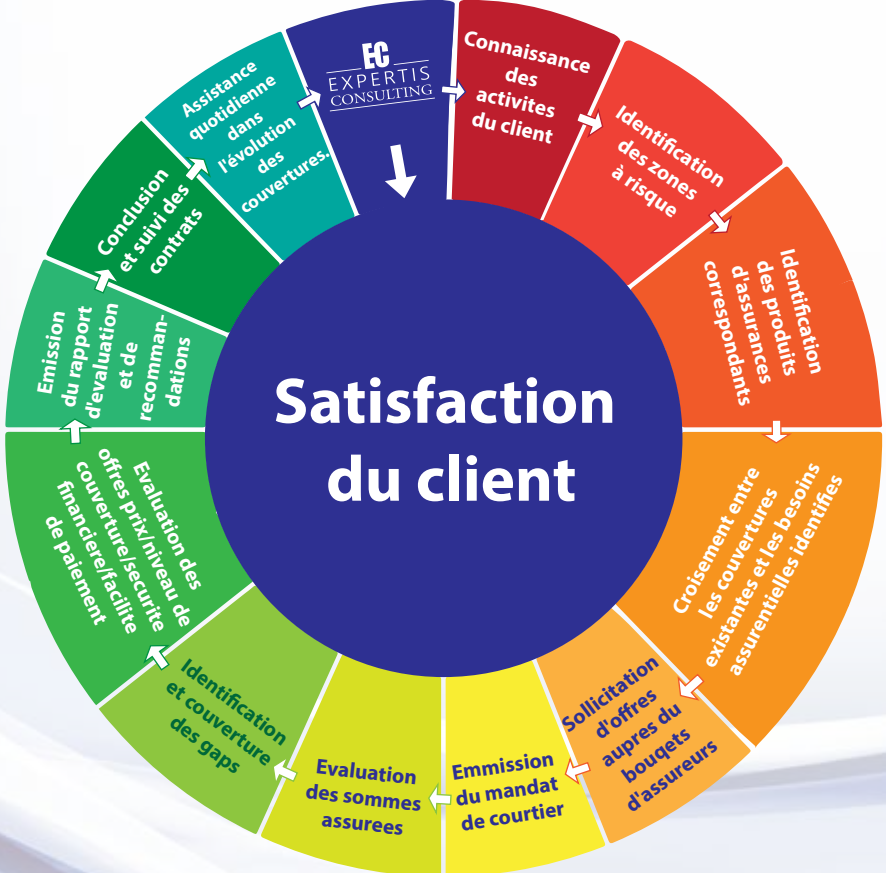 EC
EXPERTIS
CONSULTING
Connaissance
des
activites
du client
Identification
des zones
à risque
Identification
des produits
d'assurances
correspondants
Croisement entre
les couvertures
existantes et les besoins
assurentielles identifies
Sollicitation
d'offres
aupres du
bouqets
d'assureurs
Emmission
du mandat
de courtier
Evaluation
des sommes
assurees
Identification
et couverture
des gaps
Evaluation des
offres prix/niveau de
couverture/securite
financiere/facilite
de paiement
Emission
du rapport
d'evaluation
et de
recomman-
dations
Conclusion
et suivi des
contrats
Assistance
quotidienne
dans
l'évolution
des
couvertures.
Satisfaction
du client